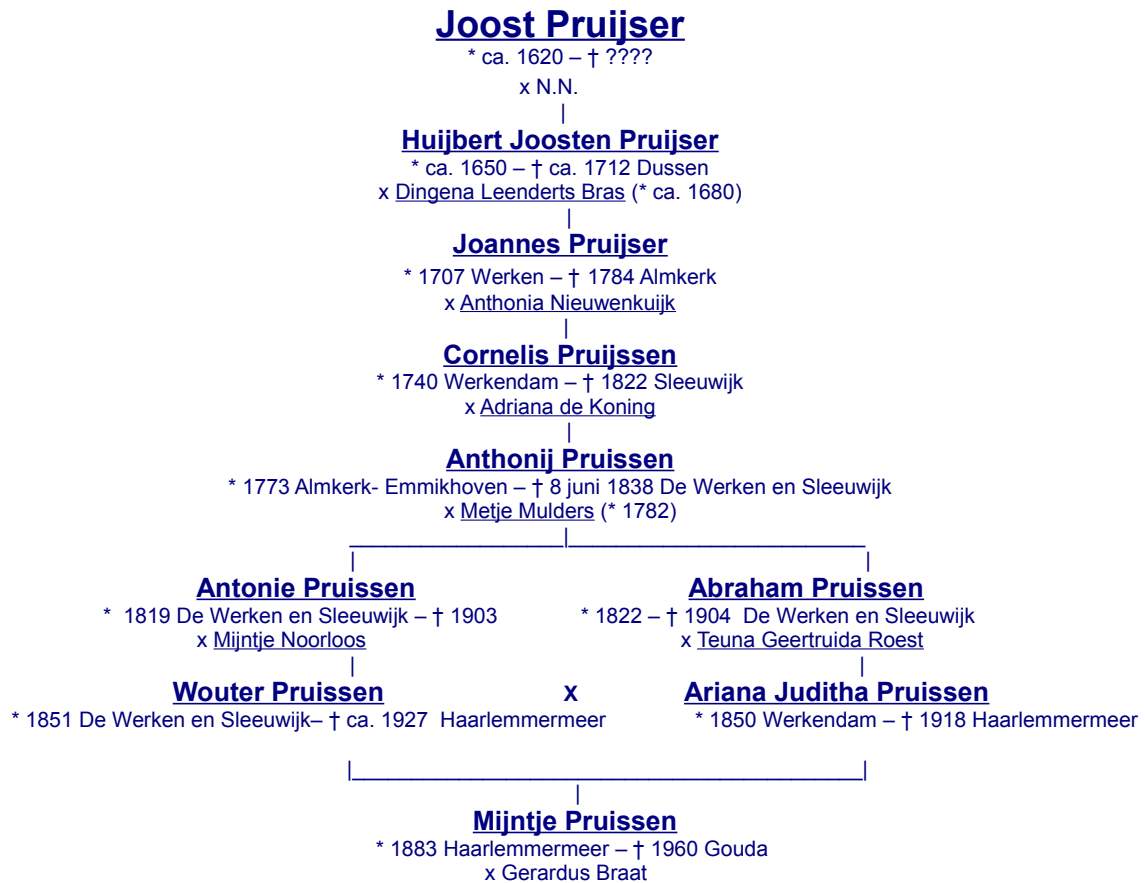 Joost Pruijser
* ca. 1620 – † ????
x N.N.
Huijbert Joosten Pruijser
* ca. 1650 – † ca. 1712 Dussen
x Dingena Leenderts Bras (* ca. 1680)
Joannes Pruijser
* 1707 Werken – † 1784 Almkerk
x Anthonia Nieuwenkuijk
Cornelis Pruijssen
* 1740 Werkendam – † 1822 Sleeuwijk
x Adriana de Koning
Anthonij Pruissen
* 1773 Almkerk- Emmikhoven – † 8 juni 1838 De Werken en Sleeuwijk
x Metje Mulders (* 1782)
Antonie Pruissen
* 1819 De Werken en Sleeuwijk – † 1903
x Mijntje Noorloos
Abraham Pruissen
* 1822 – † 1904 De Werken en Sleeuwijk
x Teuna Geertruida Roest
Wouter Pruissen x Ariana Juditha Pruissen
* 1851 De Werken en Sleeuwijk– † ca. 1927 Haarlemmermeer
* 1850 Werkendam – † 1918 Haarlemmermeer
Mijntje Pruissen
* 1883 Haarlemmermeer – † 1960 Gouda
x Gerardus Braat